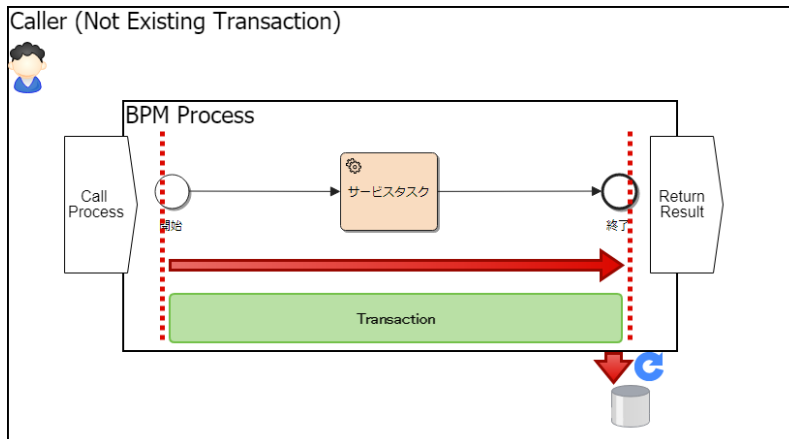 Caller (Not Existing Transaction)
BPM Process
Call
Process
サービスタスク
Return
Result
開始
終了
Transaction